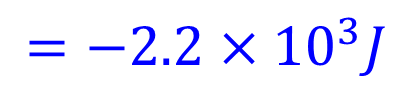 = −2.2 × 10³J